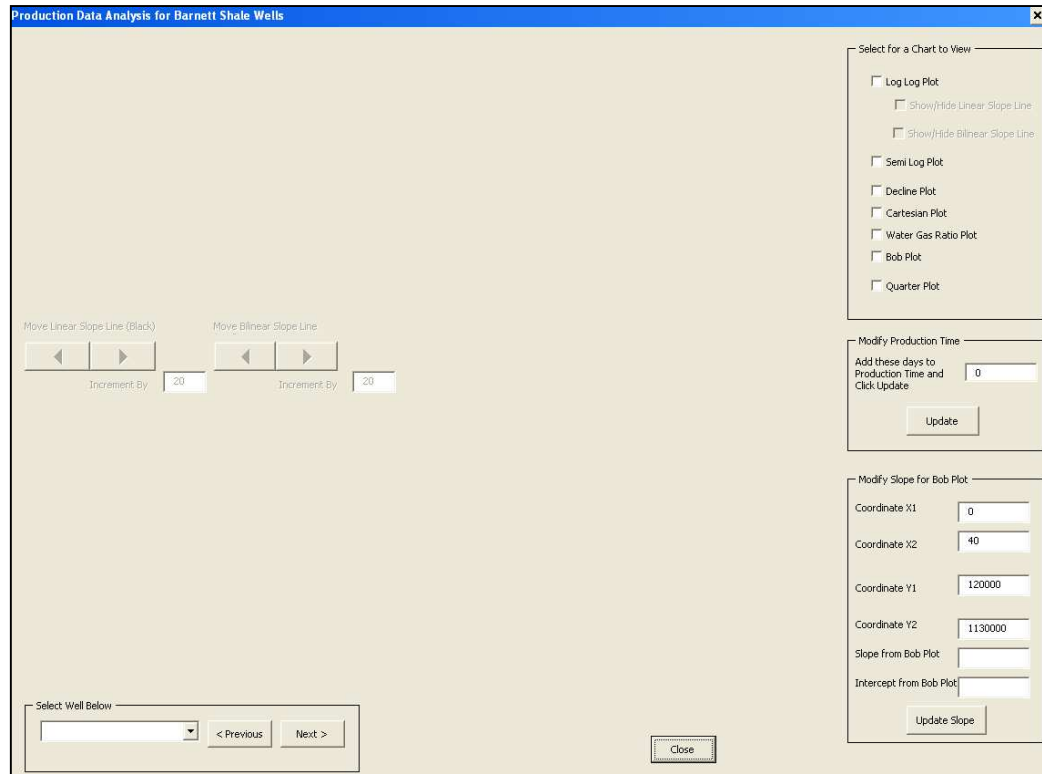 Production Data Analysis for Barnett Shale Wells
Select for a Chart to View
Log Log Plot
Show/Hide Linear Slope Line
Show/Hide Bilinear Slope Line
Semi Log Plot
Decline Plot
Cartesian Plot
Water Gas Ratio Plot
Bob Plot
Quarter Plot
Move Linear Slope Line (Black)
Increment By 20
Move Bilinear Slope Line
Increment By 20
Modify Production Time
Add these days to
Production Time and
Click Update
0
Update
Modify Slope for Bob Plot
Coordinate X1 0
Coordinate X2 40
Coordinate Y1 120000
Coordinate Y2 1130000
Slope from Bob Plot
Intercept from Bob Plot
Update Slope
Select Well Below
< Previous Next >
Close